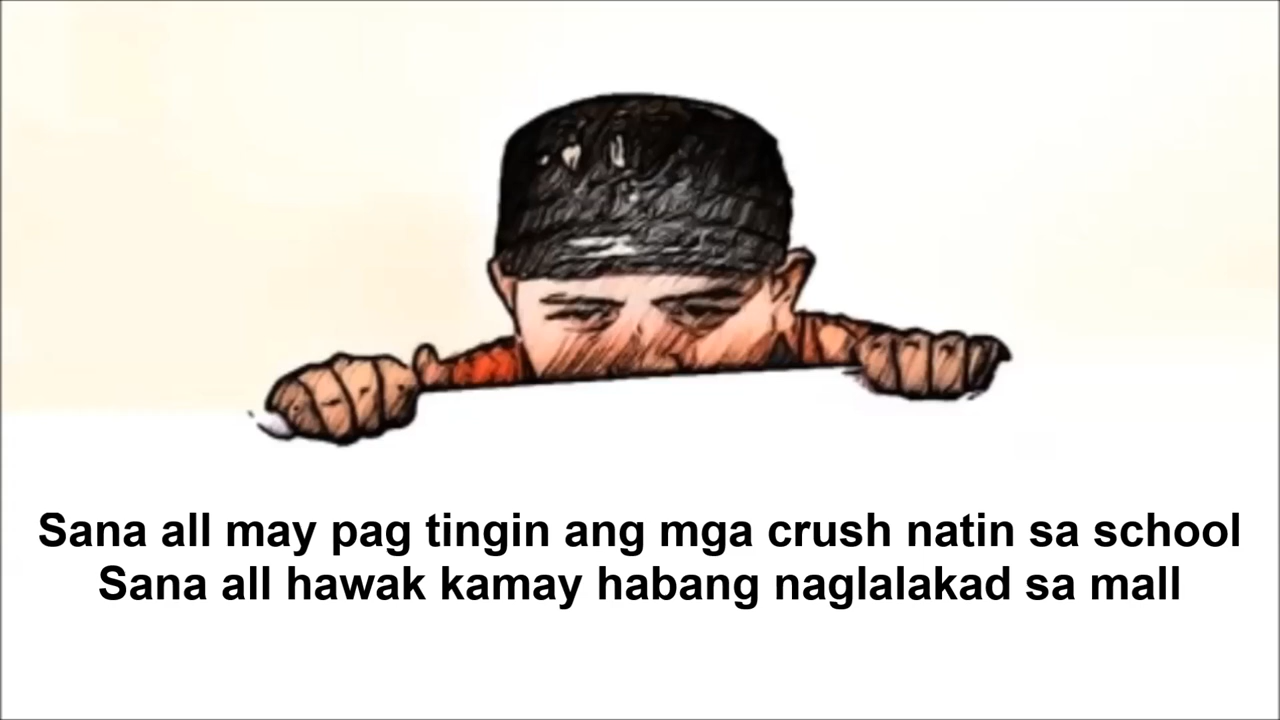 Sana all may pag tingin ang mga crush natin sa school
Sana all hawak kamay habang naglalakad sa mall